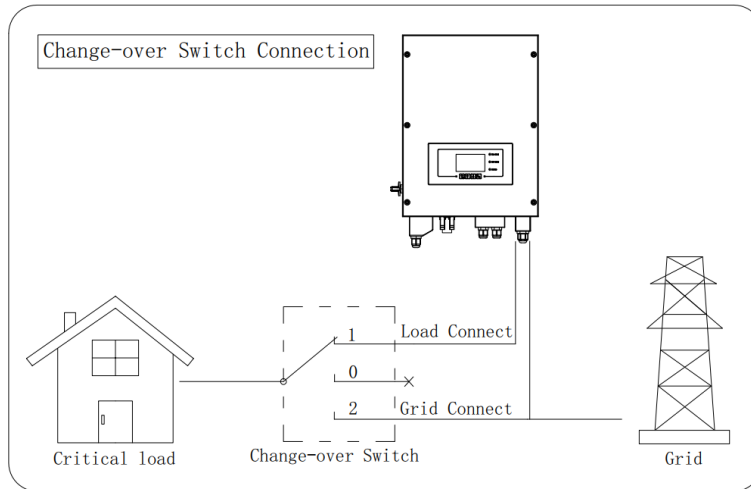 Change-over Switch Connection
1
Load Connect
0
2
Grid Connect
Critical load
Change-over Switch
Grid